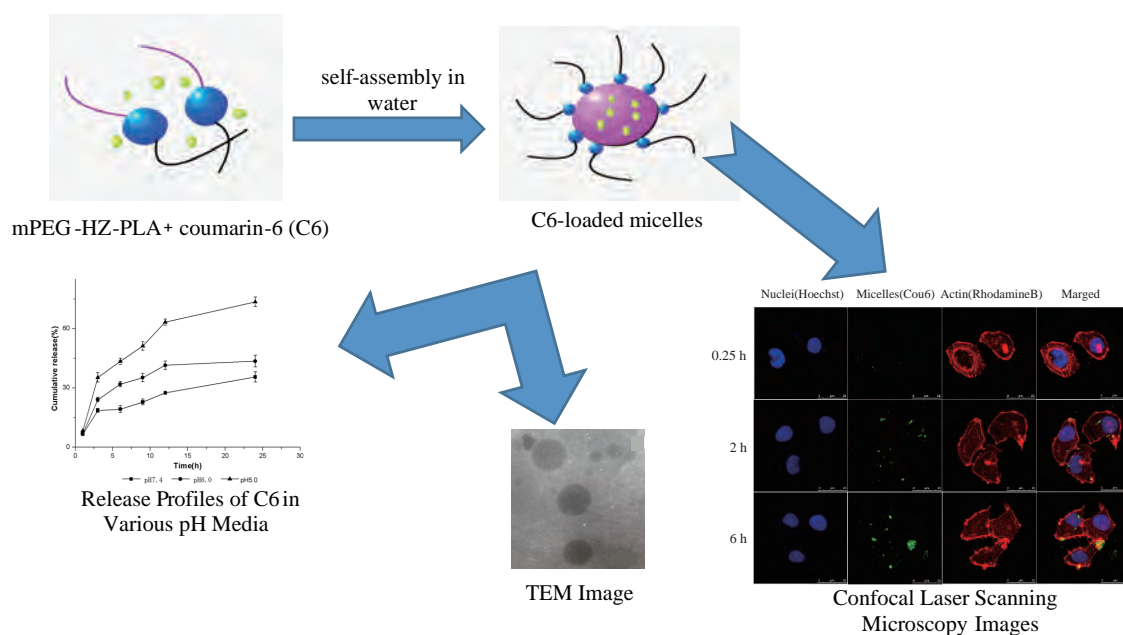 self-assembly in
water
mPEG-HZ-PLA+ coumarin-6 (C6)
C6-loaded micelles
Cumulative release(%)
60
30
0
0
5
10
15
20
25
30
Time(h)
pH7.4
pH6.0
pH5.0
Release Profiles of C6 in
Various pH Media
TEM Image
Nuclei(Hoechst) Micelles(Cou6) Actin(RhodamineB) Marged
0.25 h
2 h
6 h
Confocal Laser Scanning
Microscopy Images